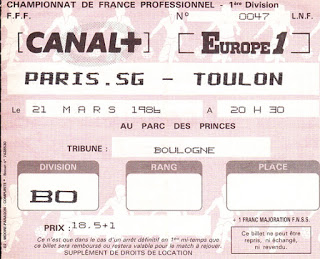 CHAMPIONNAT DE FRANCE PROFESSIONNEL - 1ère Division
F.F.F. N° 0047 L.N.F.
CANAL+ EUROPE 1
PARIS.SG - TOULON
Le 21 MARS 1986 A 20 H 30
AU PARC DES PRINCES
TRIBUNE : BOULOGNE
DIVISION RANG PLACE
BO
PRIX : 18.5+1
+ 1 FRANC MAJORATION F.N.S.S.
Ce n'est que dans le cas d'un arrêt définitif en 1ère mi-temps que
ce billet sera remboursé ou restera valable pour le match à rejouer.
SUPPLÉMENT DE DROITS DE LOCATION
Ce billet ne peut être
repris, ni échangé,
ni revendu.